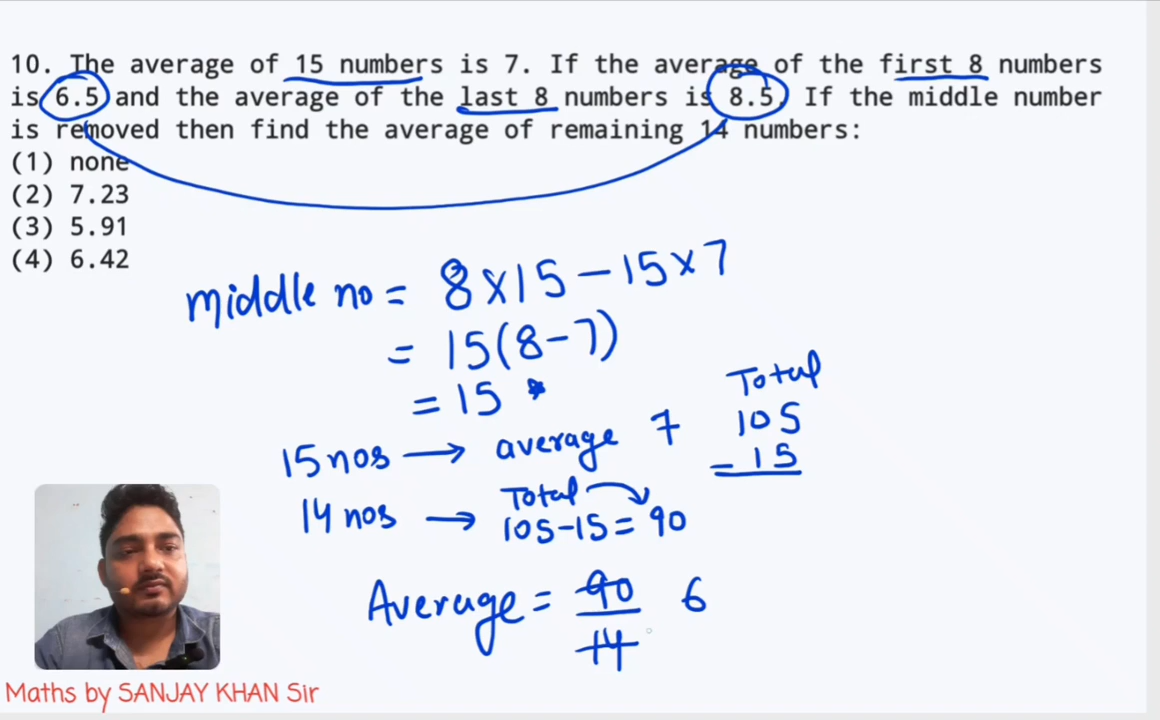 10. The average of 15 numbers is 7. If the average of the first 8 numbers
is 6.5 and the average of the last 8 numbers is 8.5. If the middle number
is removed then find the average of remaining 14 numbers:
(1) none
(2) 7.23
(3) 5.91
(4) 6.42
middle no = 8×15-15×7
= 15(8-7)
= 15
Total
15 nos → average 7 105
- 15
14 nos → Total
105-15 = 90
Average = 90/14 6
Maths by SANJAY KHAN Sir